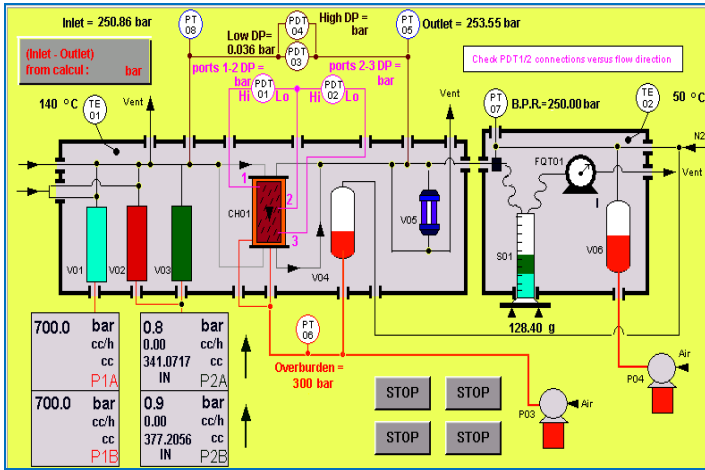 Inlet = 250.86 bar
PT
08
Low DP=
0.036 bar
PDT
04
PDT
03
High DP =
bar
PT
05
Outlet = 253.55 bar
(Inlet - Outlet)
from calcul : bar
ports 1-2 DP =
bar
ports 2-3 DP=
bar
Check PDT1/2 connections versus flow direction
140 °C
TE
01
Vent
Hi
PDT
01
Lo
Hi
PDT
02
Lo
Vent
PT
07
B.P.R.=250.00 bar
TE
02
50 °C
N2
1
2
3
CH01
FQT01
Vent
V01
V02
V03
V04
V05
S01
V06
128.40 g
700.0 bar
cc/h
cc
P1A
0.8 bar
0.00 cc/h
341.0717 cc
IN P2A
700.0 bar
cc/h
cc
P1B
0.9 bar
0.00 cc/h
377.2056 cc
IN P2B
PT
06
Overburden =
300 bar
STOP
STOP
STOP
STOP
Air
P03
Air
P04